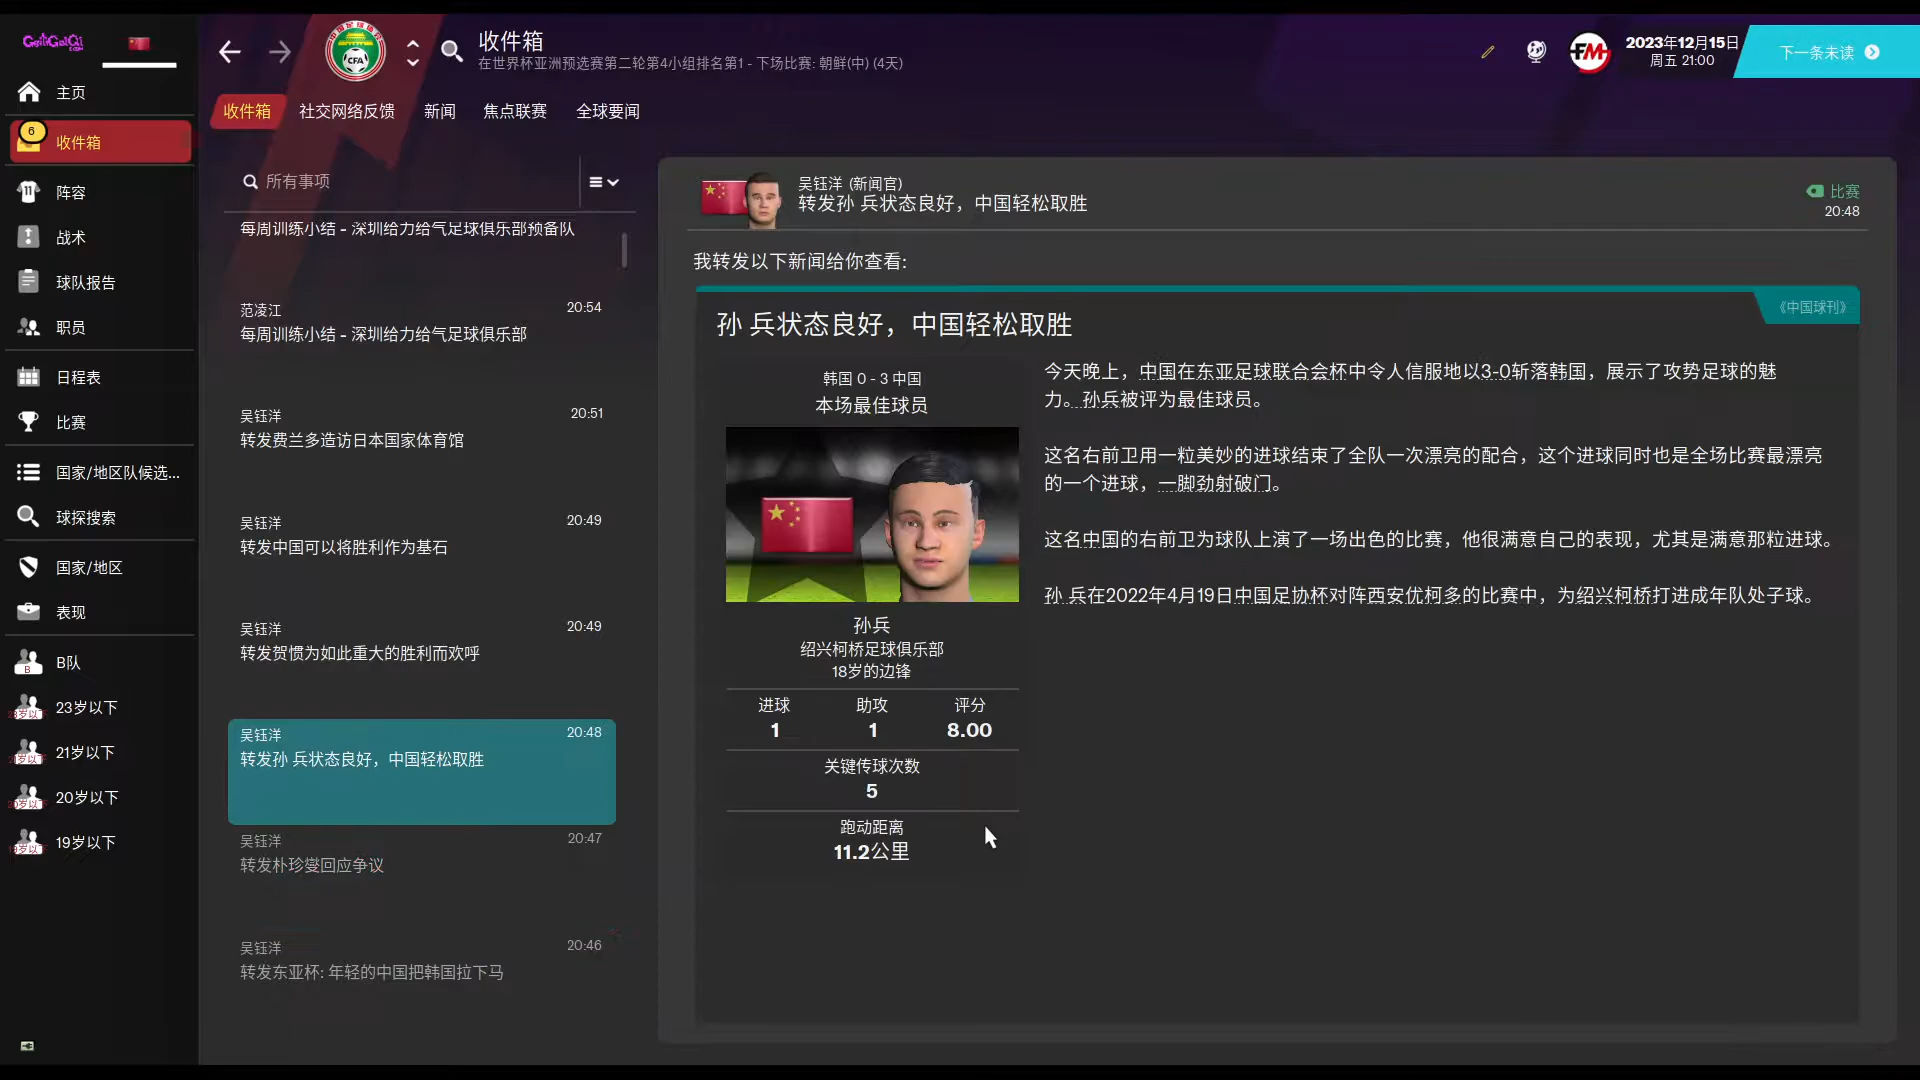 GeiliGeiQi
主页
6
收件箱
阵容
战术
球队报告
职员
日程表
比赛
国家/地区队候选...
球探搜索
国家/地区
表现
B
B队
23岁以下
21岁以下
20岁以下
19岁以下
CFA
收件箱
在世界杯亚洲预选赛第二轮第4小组排名第1 - 下场比赛: 朝鲜(中) (4天)
FM
2023年12月15日
周五 21:00
下一条未读
收件箱 社交网络反馈 新闻 焦点联赛 全球要闻
所有事项
每周训练小结 - 深圳给力给气足球俱乐部预备队
范凌江 20:54
每周训练小结 - 深圳给力给气足球俱乐部
吴钰洋 20:51
转发费兰多造访日本国家体育馆
吴钰洋 20:49
转发中国可以将胜利作为基石
吴钰洋 20:49
转发贺惯为如此重大的胜利而欢呼
吴钰洋 20:48
转发孙 兵状态良好，中国轻松取胜
吴钰洋 20:47
转发朴珍燮回应争议
吴钰洋 20:46
转发东亚杯: 年轻的中国把韩国拉下马
吴钰洋 (新闻官)
转发孙 兵状态良好，中国轻松取胜
比赛
20:48
我转发以下新闻给你查看:
《中国球刊》
孙 兵状态良好，中国轻松取胜
韩国 0 - 3 中国
本场最佳球员
孙兵
绍兴柯桥足球俱乐部
18岁的边锋
进球 助攻 评分
1 1 8.00
关键传球次数
5
跑动距离
11.2公里
今天晚上，中国在东亚足球联合会杯中令人信服地以3-0斩落韩国，展示了攻势足球的魅
力。孙兵被评为最佳球员。
这名右前卫用一粒美妙的进球结束了全队一次漂亮的配合，这个进球同时也是全场比赛最漂亮
的一个进球，一脚劲射破门。
这名中国的右前卫为球队上演了一场出色的比赛，他很满意自己的表现，尤其是满意那粒进球。
孙 兵在2022年4月19日中国足协杯对阵西安优柯多的比赛中，为绍兴柯桥打进成年队处子球。